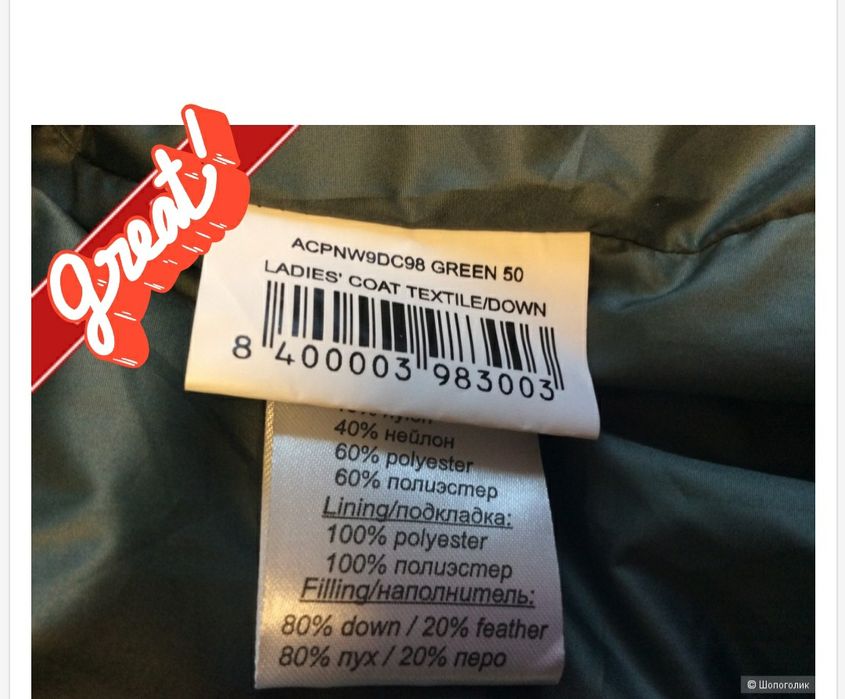 great!
ACPNW9DC98 GREEN 50
LADIES' COAT TEXTILE/DOWN
8 400003 983003
40% нейлон
60% polyester
60% полиэстер
Lining/подкладка:
100% polyester
100% полиэстер
Filling/наполнитель:
80% down / 20% feather
80% пух / 20% перо
© Шопоголик